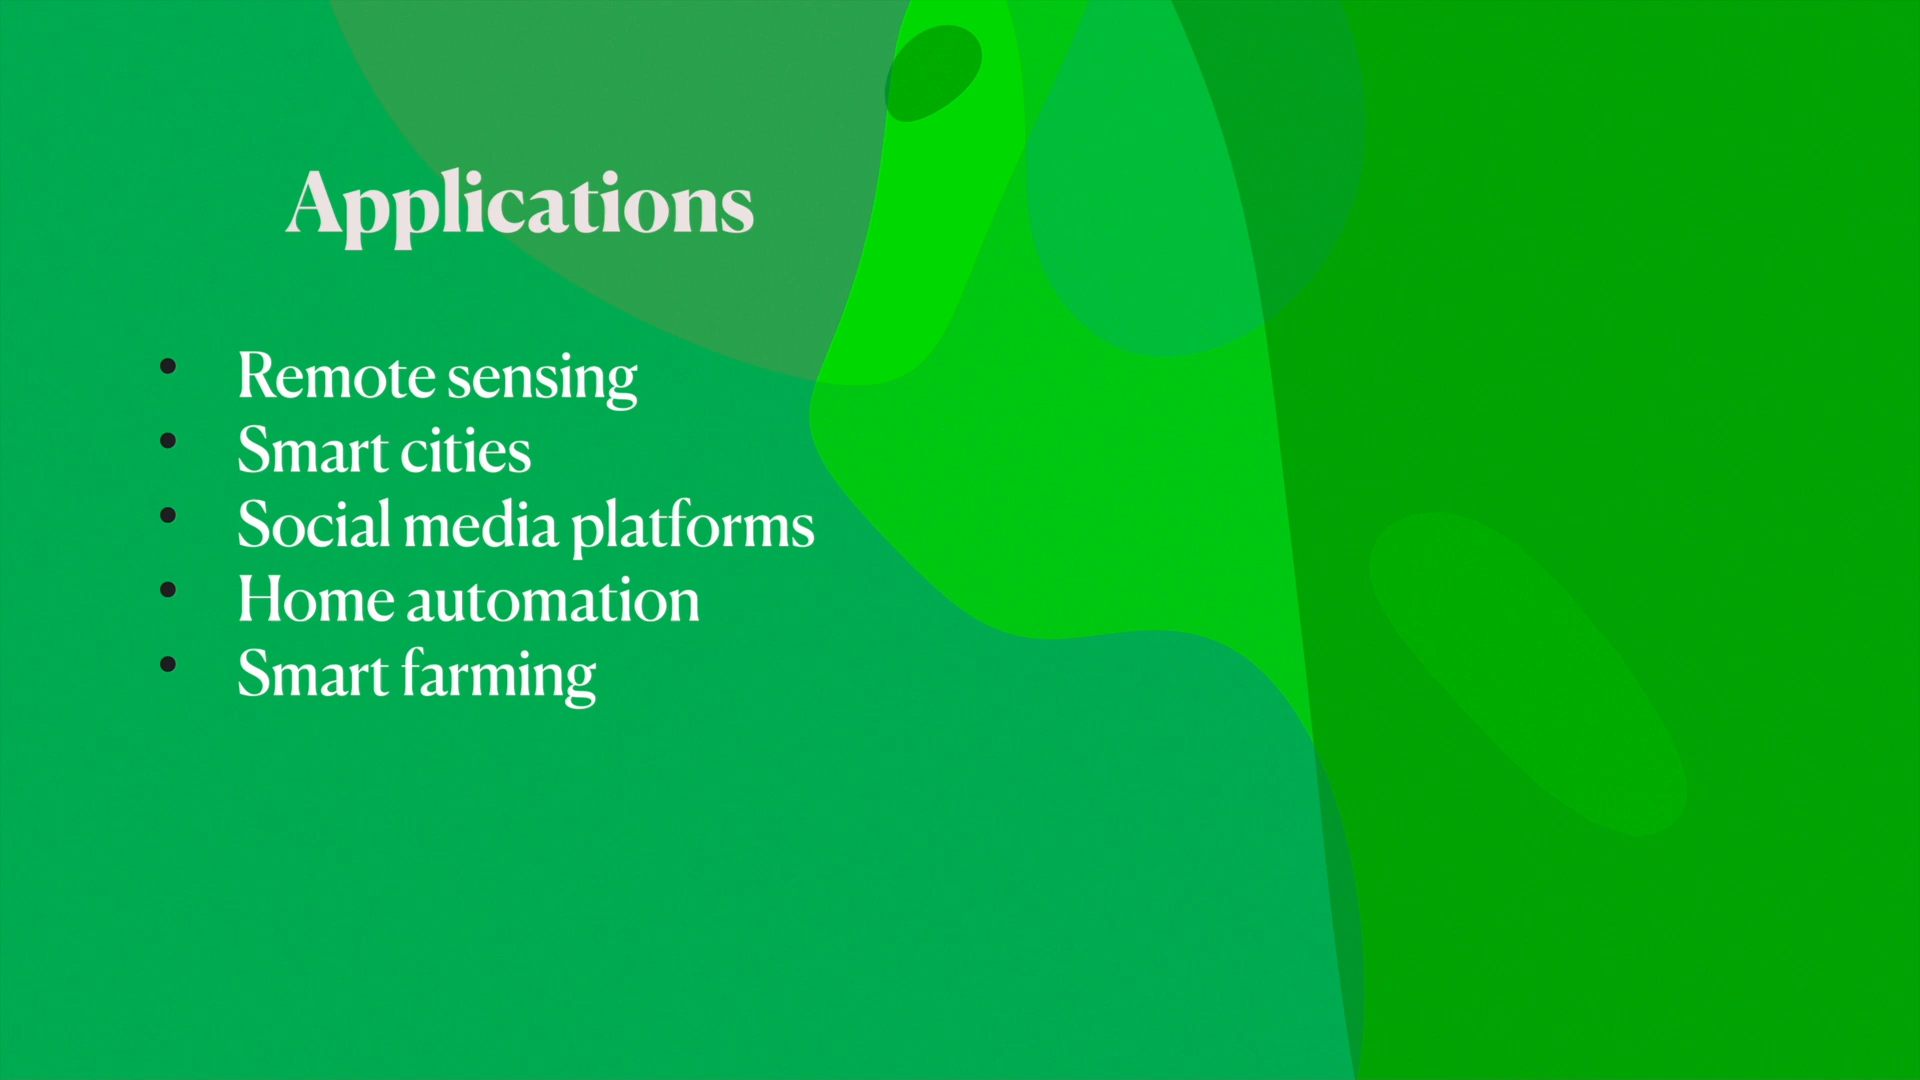 Applications
• Remote sensing
• Smart cities
• Social media platforms
• Home automation
• Smart farming